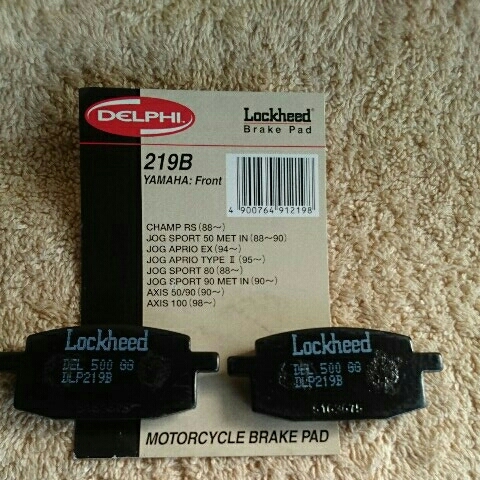 DELPHI
Lockheed
Brake Pad
219B
YAMAHA: Front
4 900764 912198
CHAMP RS (88〜)
JOG SPORT 50 MET IN (88〜90)
JOG APRIO EX (94〜)
JOG APRIO TYPE Ⅱ (95〜)
JOG SPORT 80 (88〜)
JOG SPORT 90 MET IN (90〜)
AXIS 50/90 (90〜)
AXIS 100 (98〜)
Lockheed
DEL 500 GG
DLP219B
Lockheed
DEL 500 GG
DLP219B
5163675
MOTORCYCLE BRAKE PAD